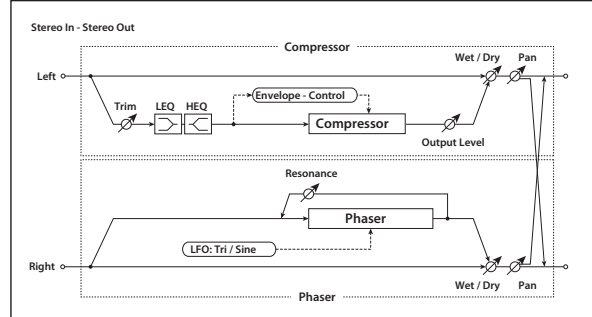 Stereo In - Stereo Out
Compressor
Wet / Dry
Pan
Left
Trim
LEQ
HEQ
Envelope - Control
Compressor
Output Level
Resonance
Phaser
LFO: Tri / Sine
Right
Wet / Dry
Pan
Phaser